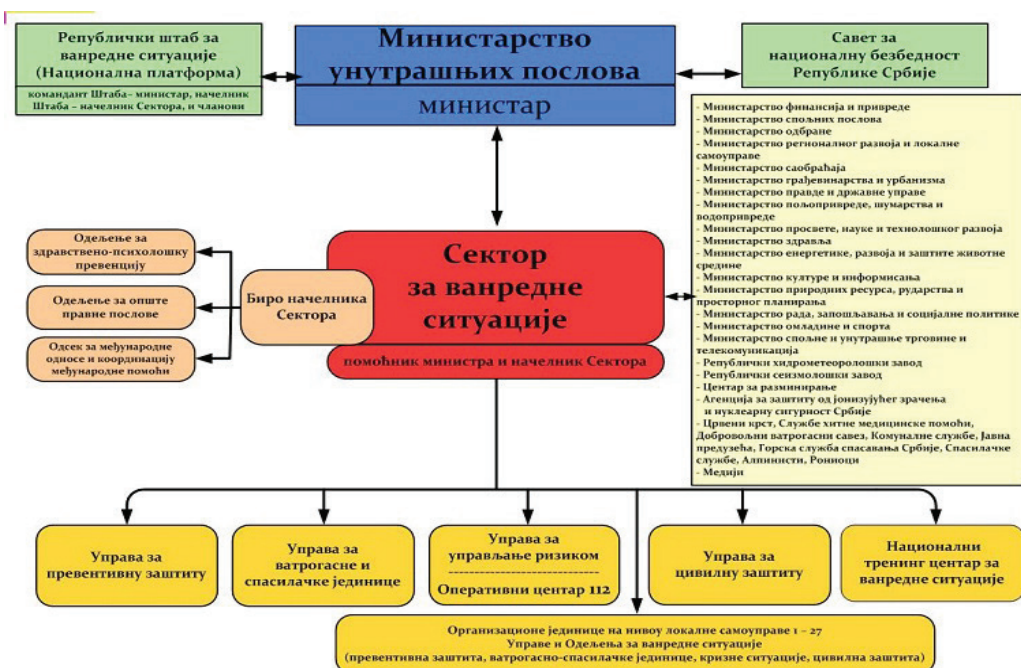 Републички штаб за
ванредне ситуације
(Национална платформа)
командант Штаба– министар, начелник
Штаба – начелник Сектора, и чланови
Министарство
унутрашњих послова
министар
Савет за
националну безбедност
Републике Србије
- Министарство финансија и привреде
- Министарство спољних послова
- Министарство одбране
- Министарство регионалног развоја и локалне
самоуправе
- Министарство саобраћаја
- Министарство грађевинарства и урбанизма
- Министарство правде и државне управе
- Министарство пољопривреде, шумарства и
водопривреде
- Министарство просвете, науке и технолошког развоја
- Министарство здравља
- Министарство енергетике, развоја и заштите животне
средине
- Министарство културе и информисања
- Министарство природних ресурса, рударства и
просторног планирања
- Министарство рада, запошљавања и социјалне политике
- Министарство омладине и спорта
- Министарство спољне и унутрашње трговине и
телекомуникација
- Републички хидрометеоролошки завод
- Републички сеизмолошки завод
- Центар за разминирање
- Агенција за заштиту од јонизујућег зрачења
и нуклеарну сигурност Србије
- Црвени крст, Службе хитне медицинске помоћи,
Добровољни ватрогасни савез, Комуналне службе, Јавна
предузећа, Горска служба спасавања Србије, Спасилачке
службе, Алпинисти, Рониоци
- Медији
Одељење за
здравствено-психолошку
превенцију
Одељење за опште
правне послове
Одсек за међународне
односе и координацију
међународне помоћи
Биро начелника
Сектора
Сектор
за ванредне
ситуације
помоћник министра и начелник Сектора
Управа за
превентивну заштиту
Управа за
ватрогасне и
спасилачке јединице
Управа за
управљање ризиком
Оперативни центар 112
Управа за
цивилну заштиту
Национални
тренинг центар за
ванредне ситуације
Организационе јединице на нивоу локалне самоуправе 1 – 27
Управе и Одељења за ванредне ситуације
(превентивна заштита, ватрогасно-спасилачке јединице, кризне ситуације, цивилна заштита)